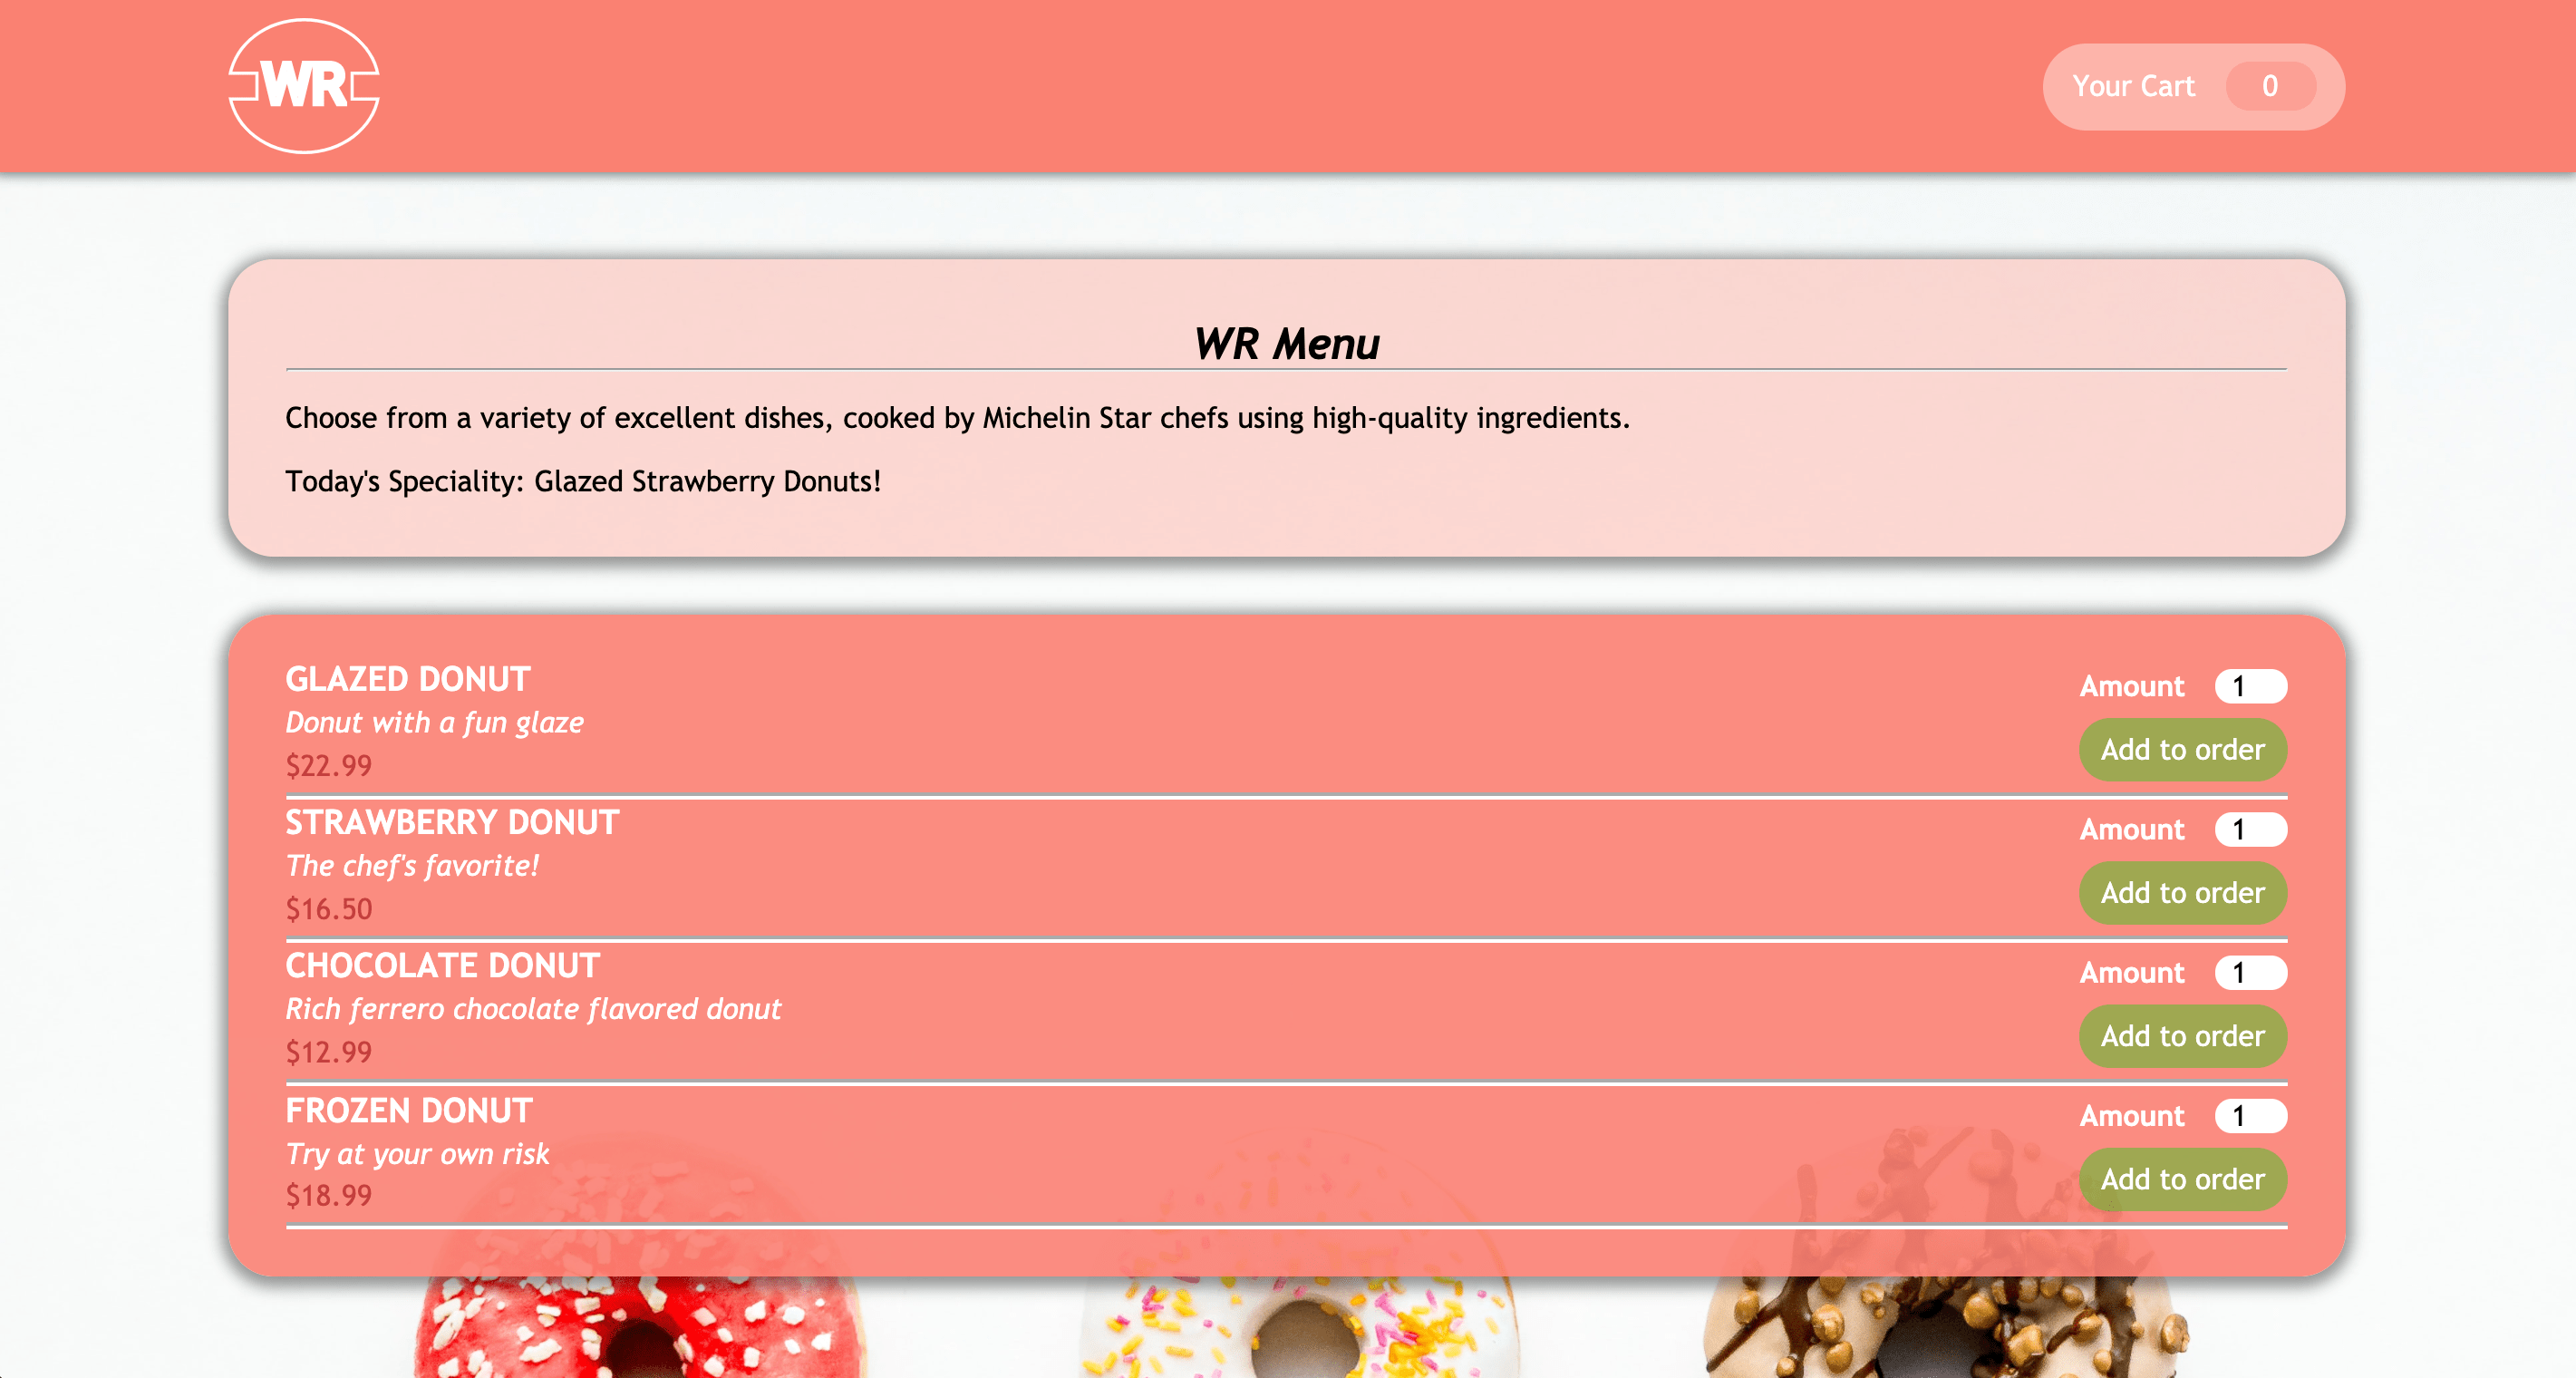 WR
Your Cart 0
WR Menu
Choose from a variety of excellent dishes, cooked by Michelin Star chefs using high-quality ingredients.
Today's Speciality: Glazed Strawberry Donuts!
GLAZED DONUT
Donut with a fun glaze
$22.99
Amount 1
Add to order
STRAWBERRY DONUT
The chef's favorite!
$16.50
Amount 1
Add to order
CHOCOLATE DONUT
Rich ferrero chocolate flavored donut
$12.99
Amount 1
Add to order
FROZEN DONUT
Try at your own risk
$18.99
Amount 1
Add to order